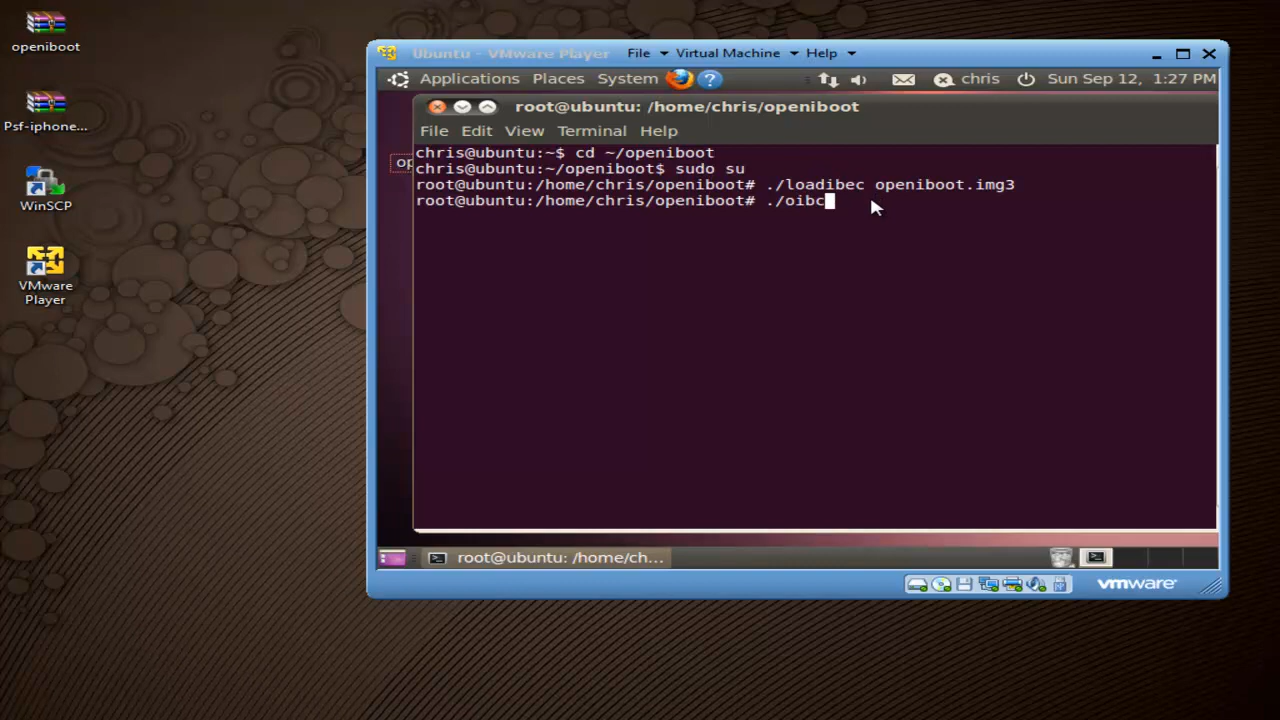 openiboot
Psf-iphone...
WinSCP
VMware
Player
Ubuntu - VMware Player File Virtual Machine Help
Applications Places System ? chris Sun Sep 12, 1:27 PM
root@ubuntu: /home/chris/openiboot
File Edit View Terminal Help
op
chris@ubuntu:~$ cd ~/openiboot
chris@ubuntu:~/openiboot$ sudo su
root@ubuntu:/home/chris/openiboot# ./loadibec openiboot.img3
root@ubuntu:/home/chris/openiboot# ./oibc
root@ubuntu: /home/ch...
vmware